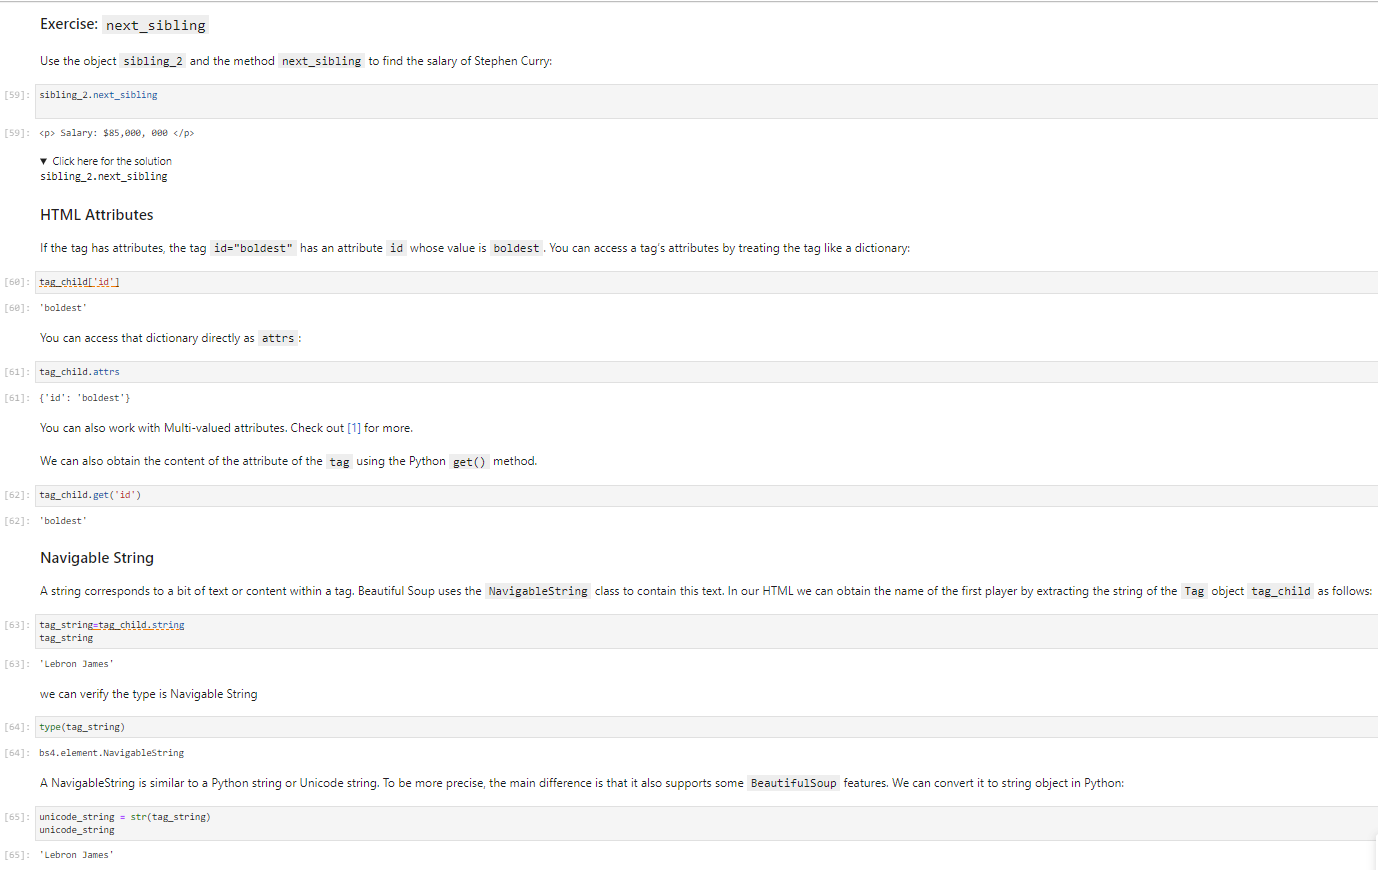 Exercise: next_sibling
Use the object sibling_2 and the method next_sibling to find the salary of Stephen Curry:
[59]: sibling_2.next_sibling
[59]: <p> Salary: $85,000, 000 </p>
▼ Click here for the solution
sibling_2.next_sibling
HTML Attributes
If the tag has attributes, the tag id="boldest" has an attribute id whose value is boldest. You can access a tag's attributes by treating the tag like a dictionary:
[60]: tag_child['id']
[60]: 'boldest'
You can access that dictionary directly as attrs:
[61]: tag_child.attrs
[61]: {'id': 'boldest'}
You can also work with Multi-valued attributes. Check out [1] for more.
We can also obtain the content of the attribute of the tag using the Python get() method.
[62]: tag_child.get('id')
[62]: 'boldest'
Navigable String
A string corresponds to a bit of text or content within a tag. Beautiful Soup uses the NavigableString class to contain this text. In our HTML we can obtain the name of the first player by extracting the string of the Tag object tag_child as follows:
[63]: tag_string=tag_child.string
tag_string
[63]: 'Lebron James'
we can verify the type is Navigable String
[64]: type(tag_string)
[64]: bs4.element.NavigableString
A NavigableString is similar to a Python string or Unicode string. To be more precise, the main difference is that it also supports some BeautifulSoup features. We can convert it to string object in Python:
[65]: unicode_string = str(tag_string)
unicode_string
[65]: 'Lebron James'